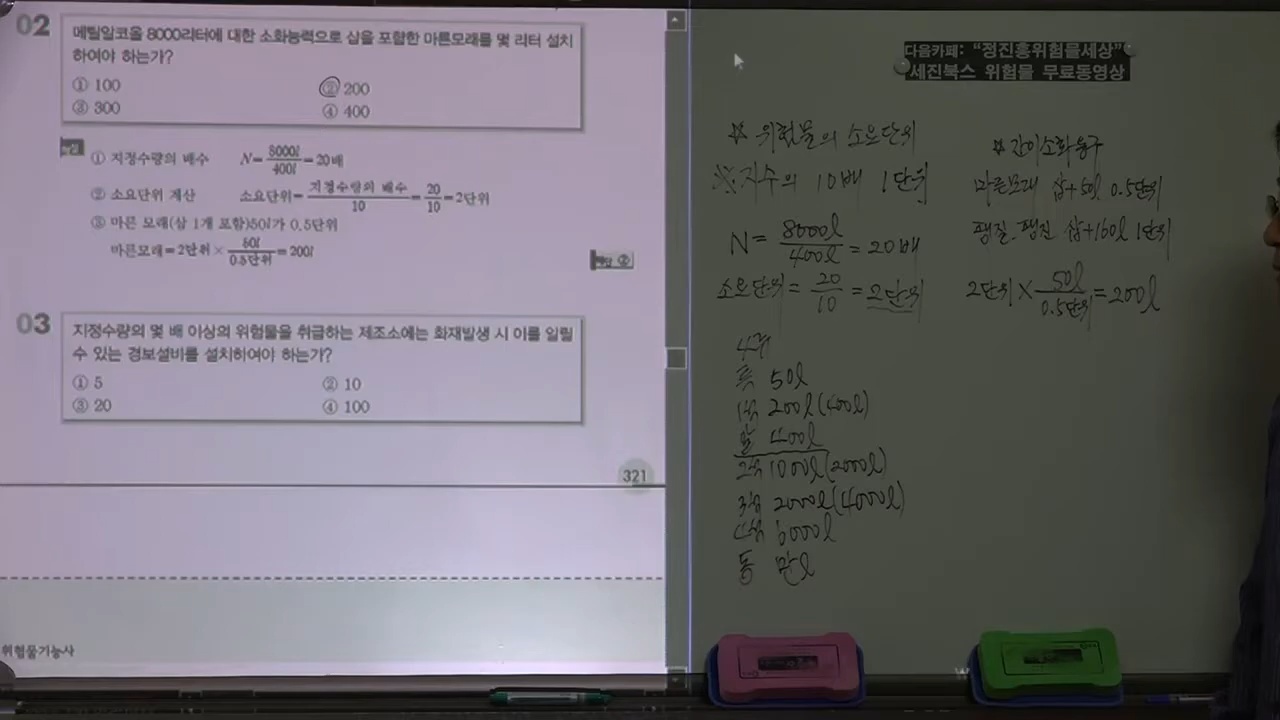 02
메틸알코올 8000리터에 대한 소화능력으로 삽을 포함한 마른모래를 몇 리터 설치
하여야 하는가?
① 100 ② 200
③ 300 ④ 400
① 지정수량의 배수 N=8000l/400l=20배
② 소요단위 계산 소요단위=지정수량의 배수/10=20/10=2단위
③ 마른 모래(삽 1개 포함)50l가 0.5단위
마른모래=2단위×50l/0.5단위=200l
②
03
지정수량의 몇 배 이상의 위험물을 취급하는 제조소에는 화재발생 시 이를 알릴
수 있는 경보설비를 설치하여야 하는가?
① 5 ② 10
③ 20 ④ 100
321
위험물기능사
다음카페: "정진홍위험물세상"
세진북스 위험물 무료동영상
☆ 위험물의 소요단위
※ 지수의 10배 1단위
N=8000l/400l=20배
소요단위=20/10=2단위
4류
특 50l
1석 200l(400l)
알 400l
2석 1000l(2000l)
3석 2000l(4000l)
4석 6000l
동 만l
☆ 간이소화용구
마른모래 삽+50l 0.5단위
팽질.팽진 삽+160l 1단위
2단위×50l/0.5단위=200l